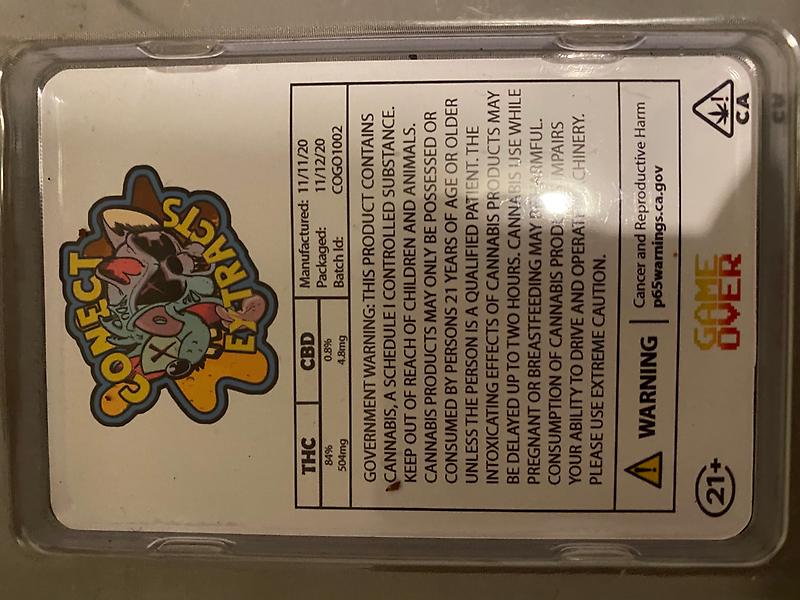 CONECT
EXTRACTS
THC CBD
84% 0.8%
504mg 4.8mg
Manufactured: 11/11/20
Packaged: 11/12/20
Batch Id: COGOT002
GOVERNMENT WARNING: THIS PRODUCT CONTAINS
CANNABIS, A SCHEDULE I CONTROLLED SUBSTANCE.
KEEP OUT OF REACH OF CHILDREN AND ANIMALS.
CANNABIS PRODUCTS MAY ONLY BE POSSESSED OR
CONSUMED BY PERSONS 21 YEARS OF AGE OR OLDER
UNLESS THE PERSON IS A QUALIFIED PATIENT. THE
INTOXICATING EFFECTS OF CANNABIS PRODUCTS MAY
BE DELAYED UP TO TWO HOURS. CANNABIS USE WHILE
PREGNANT OR BREASTFEEDING MAY BE HARMFUL.
CONSUMPTION OF CANNABIS PRODUCTS IMPAIRS
YOUR ABILITY TO DRIVE AND OPERATE MACHINERY.
PLEASE USE EXTREME CAUTION.
WARNING
Cancer and Reproductive Harm
p65warnings.ca.gov
21+
GAME
OVER
CA